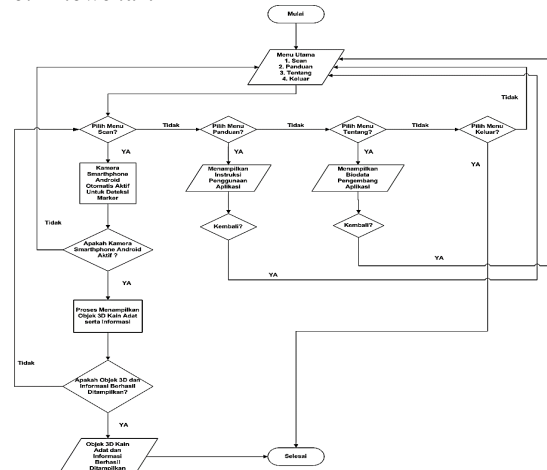 Mulai
Menu Utama
1. Scan
2. Panduan
3. Tentang
4. Keluar
Tidak
Pilih Menu
Scan?
Tidak
Pilih Menu
Panduan?
Tidak
Pilih Menu
Tentang?
Tidak
Pilih Menu
Keluar?
YA
YA
YA
YA
Kamera
Smarthphone
Android
Otomatis Aktif
Untuk Deteksi
Marker
Menampilkan
Instruksi
Penggunaan
Aplikasi
Menampilkan
Biodata
Pengembang
Aplikasi
Tidak
Kembali?
Kembali?
Apakah Kamera
Smarthphone Android
Aktif ?
YA
YA
YA
Proses Menampilkan
Objek 3D Kain Adat
serta Informasi
Tidak
Apakah Objek 3D dan
Informasi Berhasil
Ditampilkan?
YA
Objek 3D Kain
Adat dan
Informasi
Berhasil
Ditampilkan
Selesai